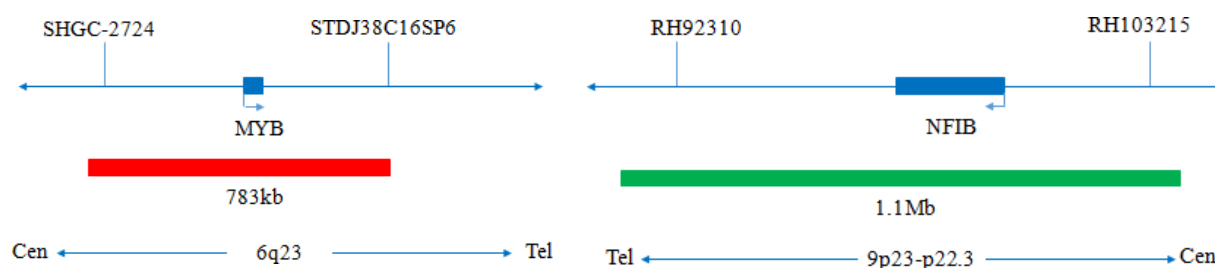 SHGC-2724 STDJ38C16SP6
MYB
783kb
Cen 6q23 Tel
RH92310 RH103215
NFIB
1.1Mb
Tel 9p23-p22.3 Cen